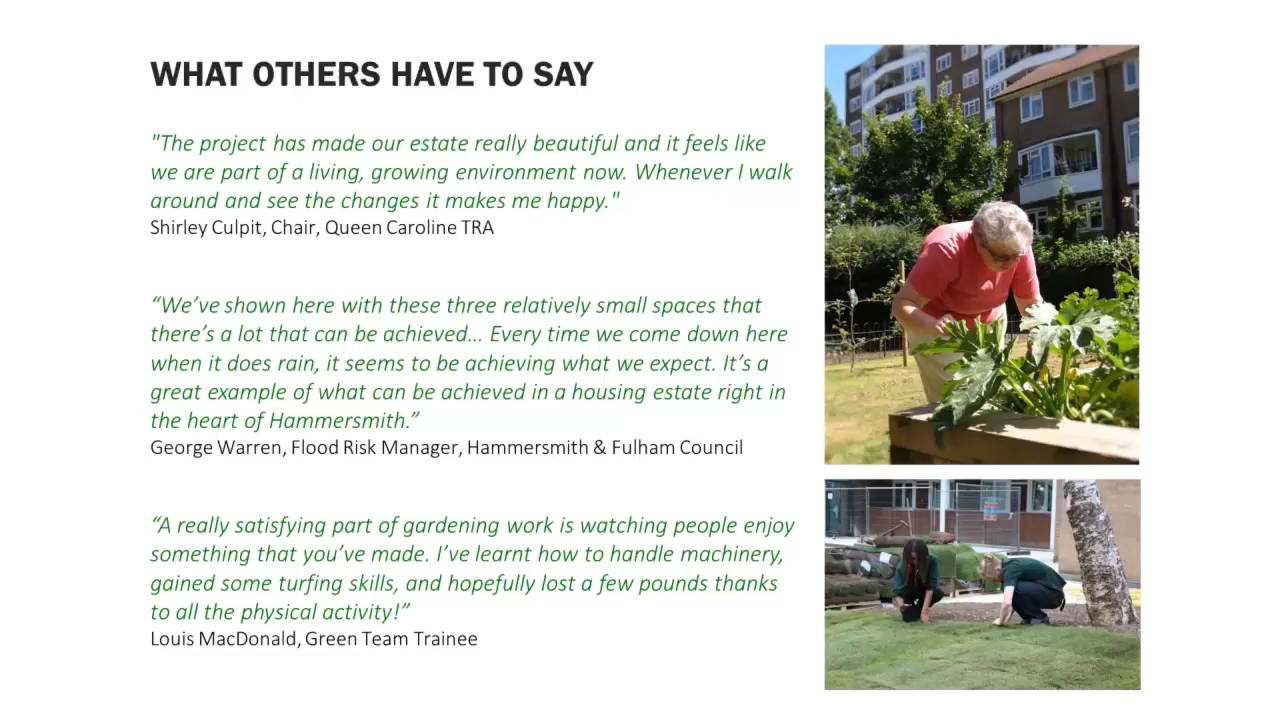 WHAT OTHERS HAVE TO SAY
"The project has made our estate really beautiful and it feels like
we are part of a living, growing environment now. Whenever I walk
around and see the changes it makes me happy."
Shirley Culpit, Chair, Queen Caroline TRA
“We’ve shown here with these three relatively small spaces that
there’s a lot that can be achieved… Every time we come down here
when it does rain, it seems to be achieving what we expect. It’s a
great example of what can be achieved in a housing estate right in
the heart of Hammersmith.”
George Warren, Flood Risk Manager, Hammersmith & Fulham Council
“A really satisfying part of gardening work is watching people enjoy
something that you’ve made. I’ve learnt how to handle machinery,
gained some turfing skills, and hopefully lost a few pounds thanks
to all the physical activity!”
Louis MacDonald, Green Team Trainee